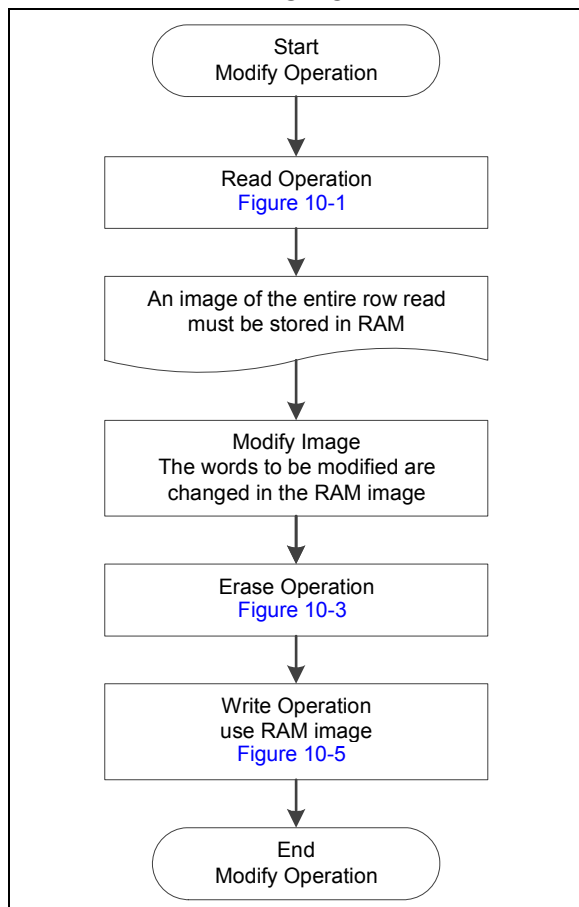 Start
Modify Operation
Read Operation
Figure 10-1
An image of the entire row read
must be stored in RAM
Modify Image
The words to be modified are
changed in the RAM image
Erase Operation
Figure 10-3
Write Operation
use RAM image
Figure 10-5
End
Modify Operation